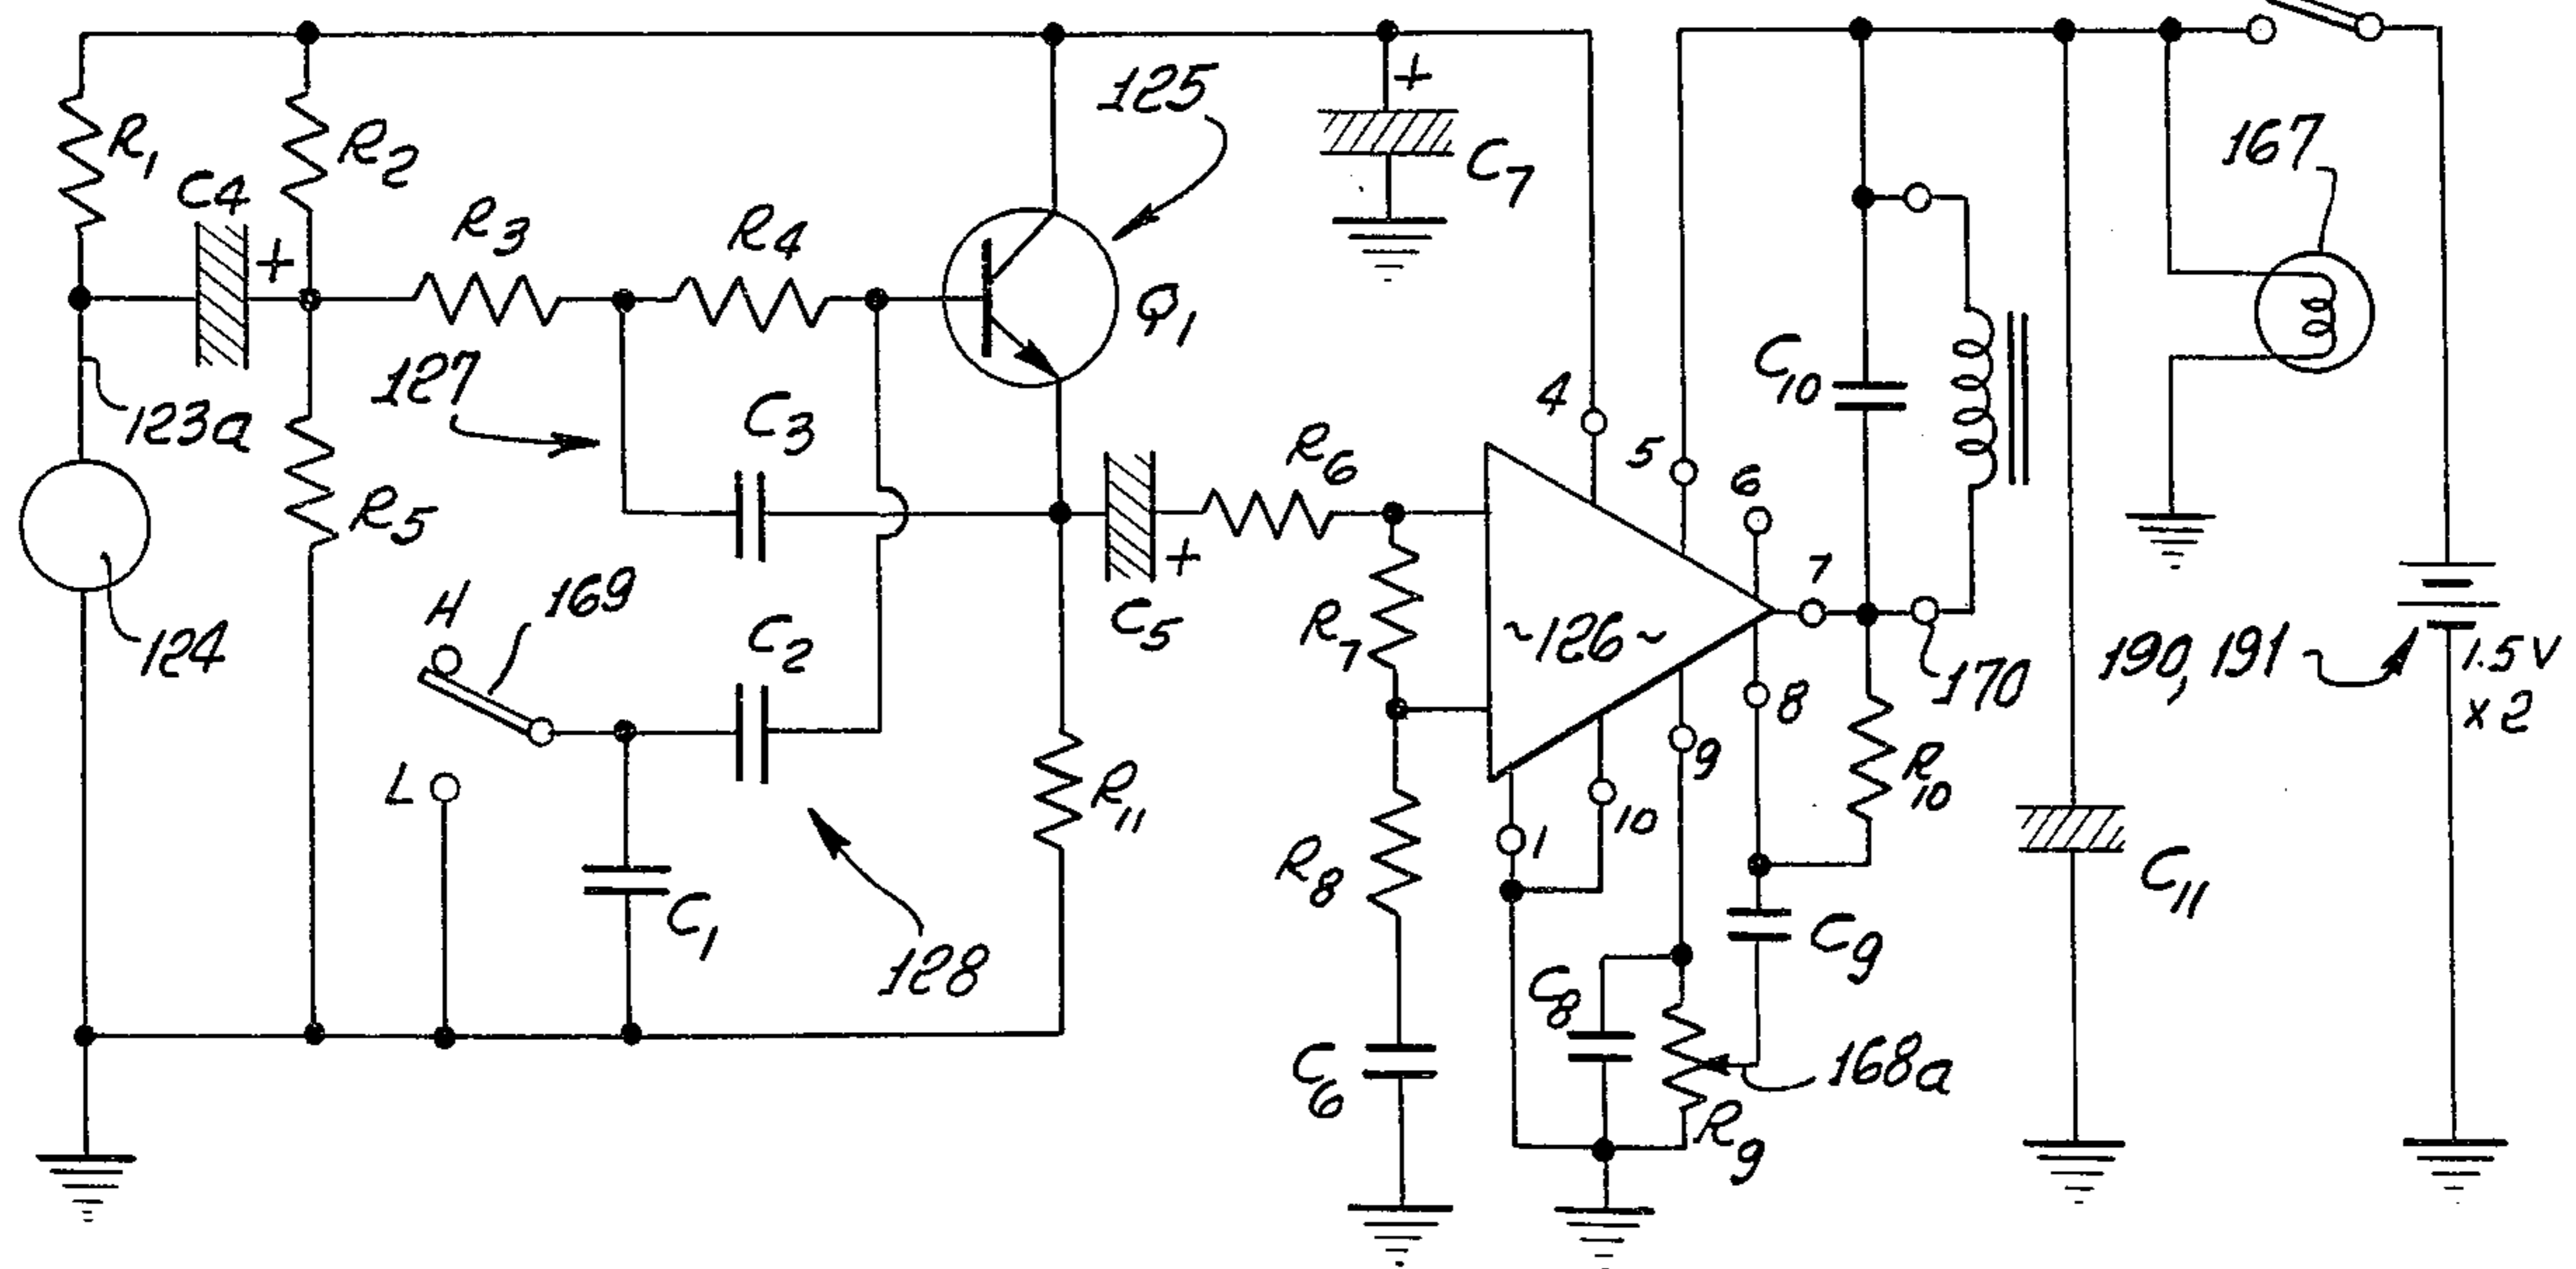 R1
C4
+
R2
R3
R4
125
Q1
+
C7
167
123a
127
C3
R5
124
H
169
C2
L
C1
128
R11
C5
+
R6
R7
R8
C6
~126~
4
5
6
7
8
9
10
1
C10
170
R10
C9
C8
168a
R9
C11
190, 191
1.5V
x2